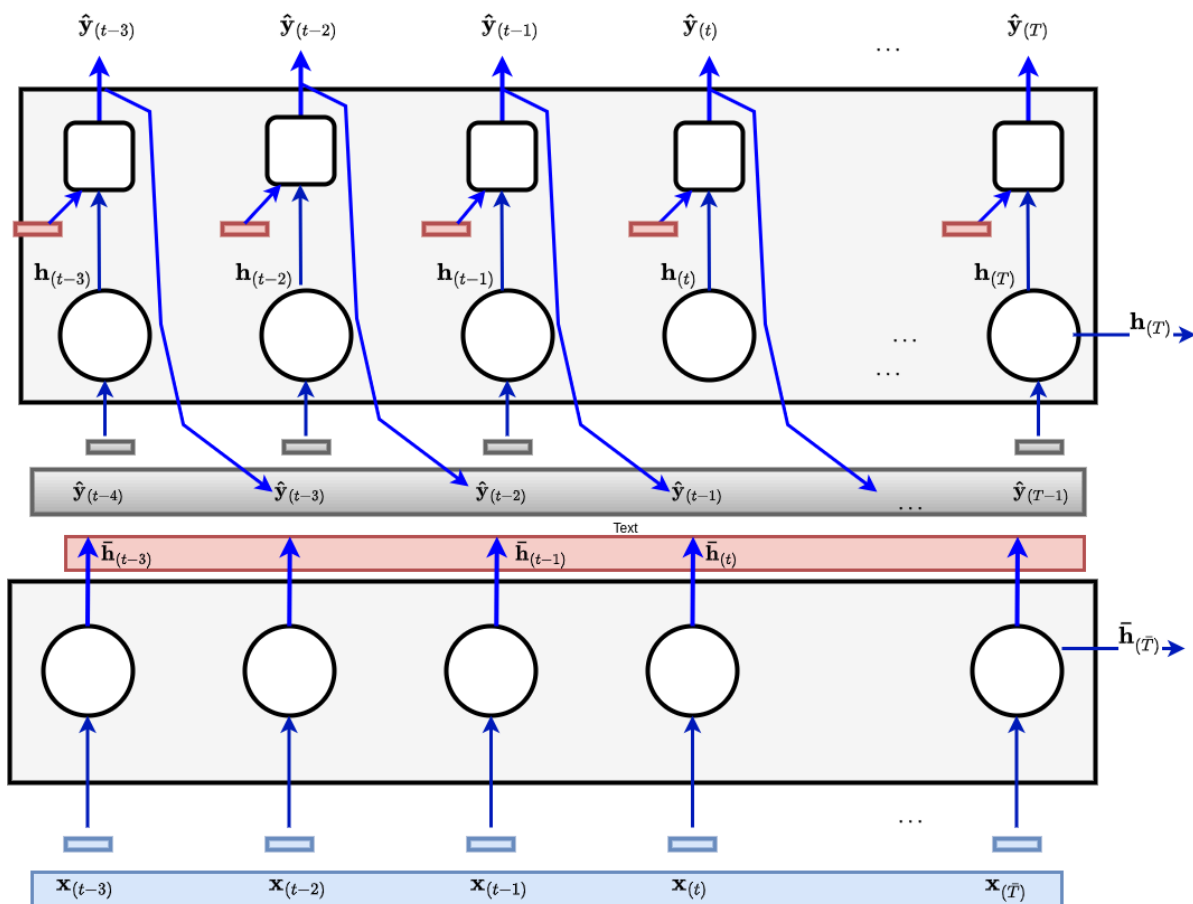 ŷ(t−3) ŷ(t−2) ŷ(t−1) ŷ(t) ... ŷ(T)
h(t−3) h(t−2) h(t−1) h(t) h(T)
h(T)
...
...
ŷ(t−4) ŷ(t−3) ŷ(t−2) ŷ(t−1) ... ŷ(T−1)
Text
h̄(t−3) h̄(t−1) h̄(t)
h̄(T̄)
...
x(t−3) x(t−2) x(t−1) x(t) x(T̄)